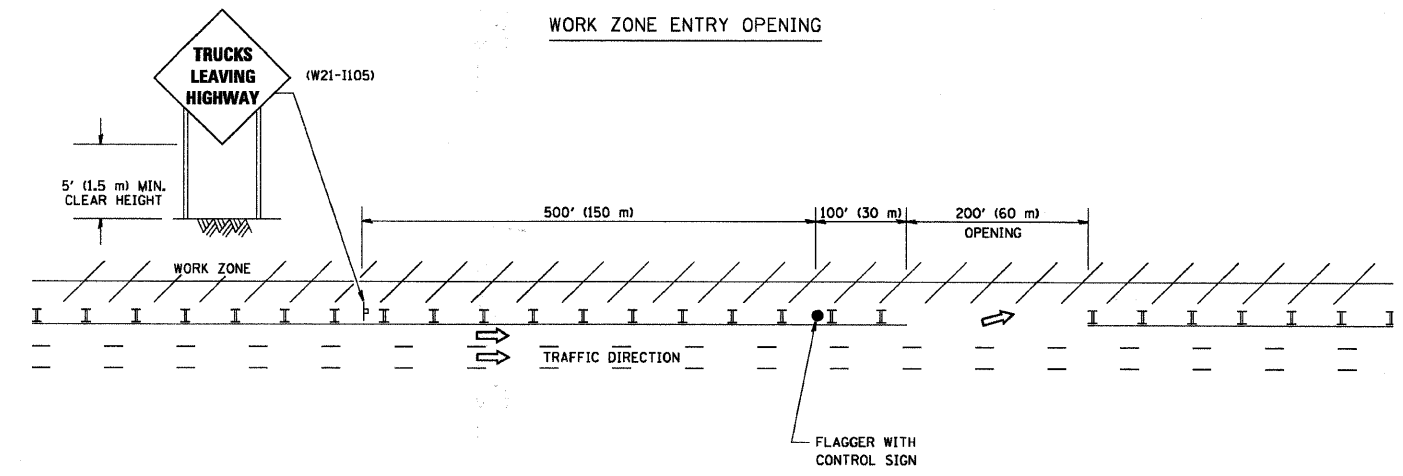 WORK ZONE ENTRY OPENING
TRUCKS
LEAVING
HIGHWAY
(W21-I105)
5' (1.5 m) MIN.
CLEAR HEIGHT
500' (150 m)
100' (30 m)
200' (60 m)
OPENING
WORK ZONE
TRAFFIC DIRECTION
FLAGGER WITH
CONTROL SIGN